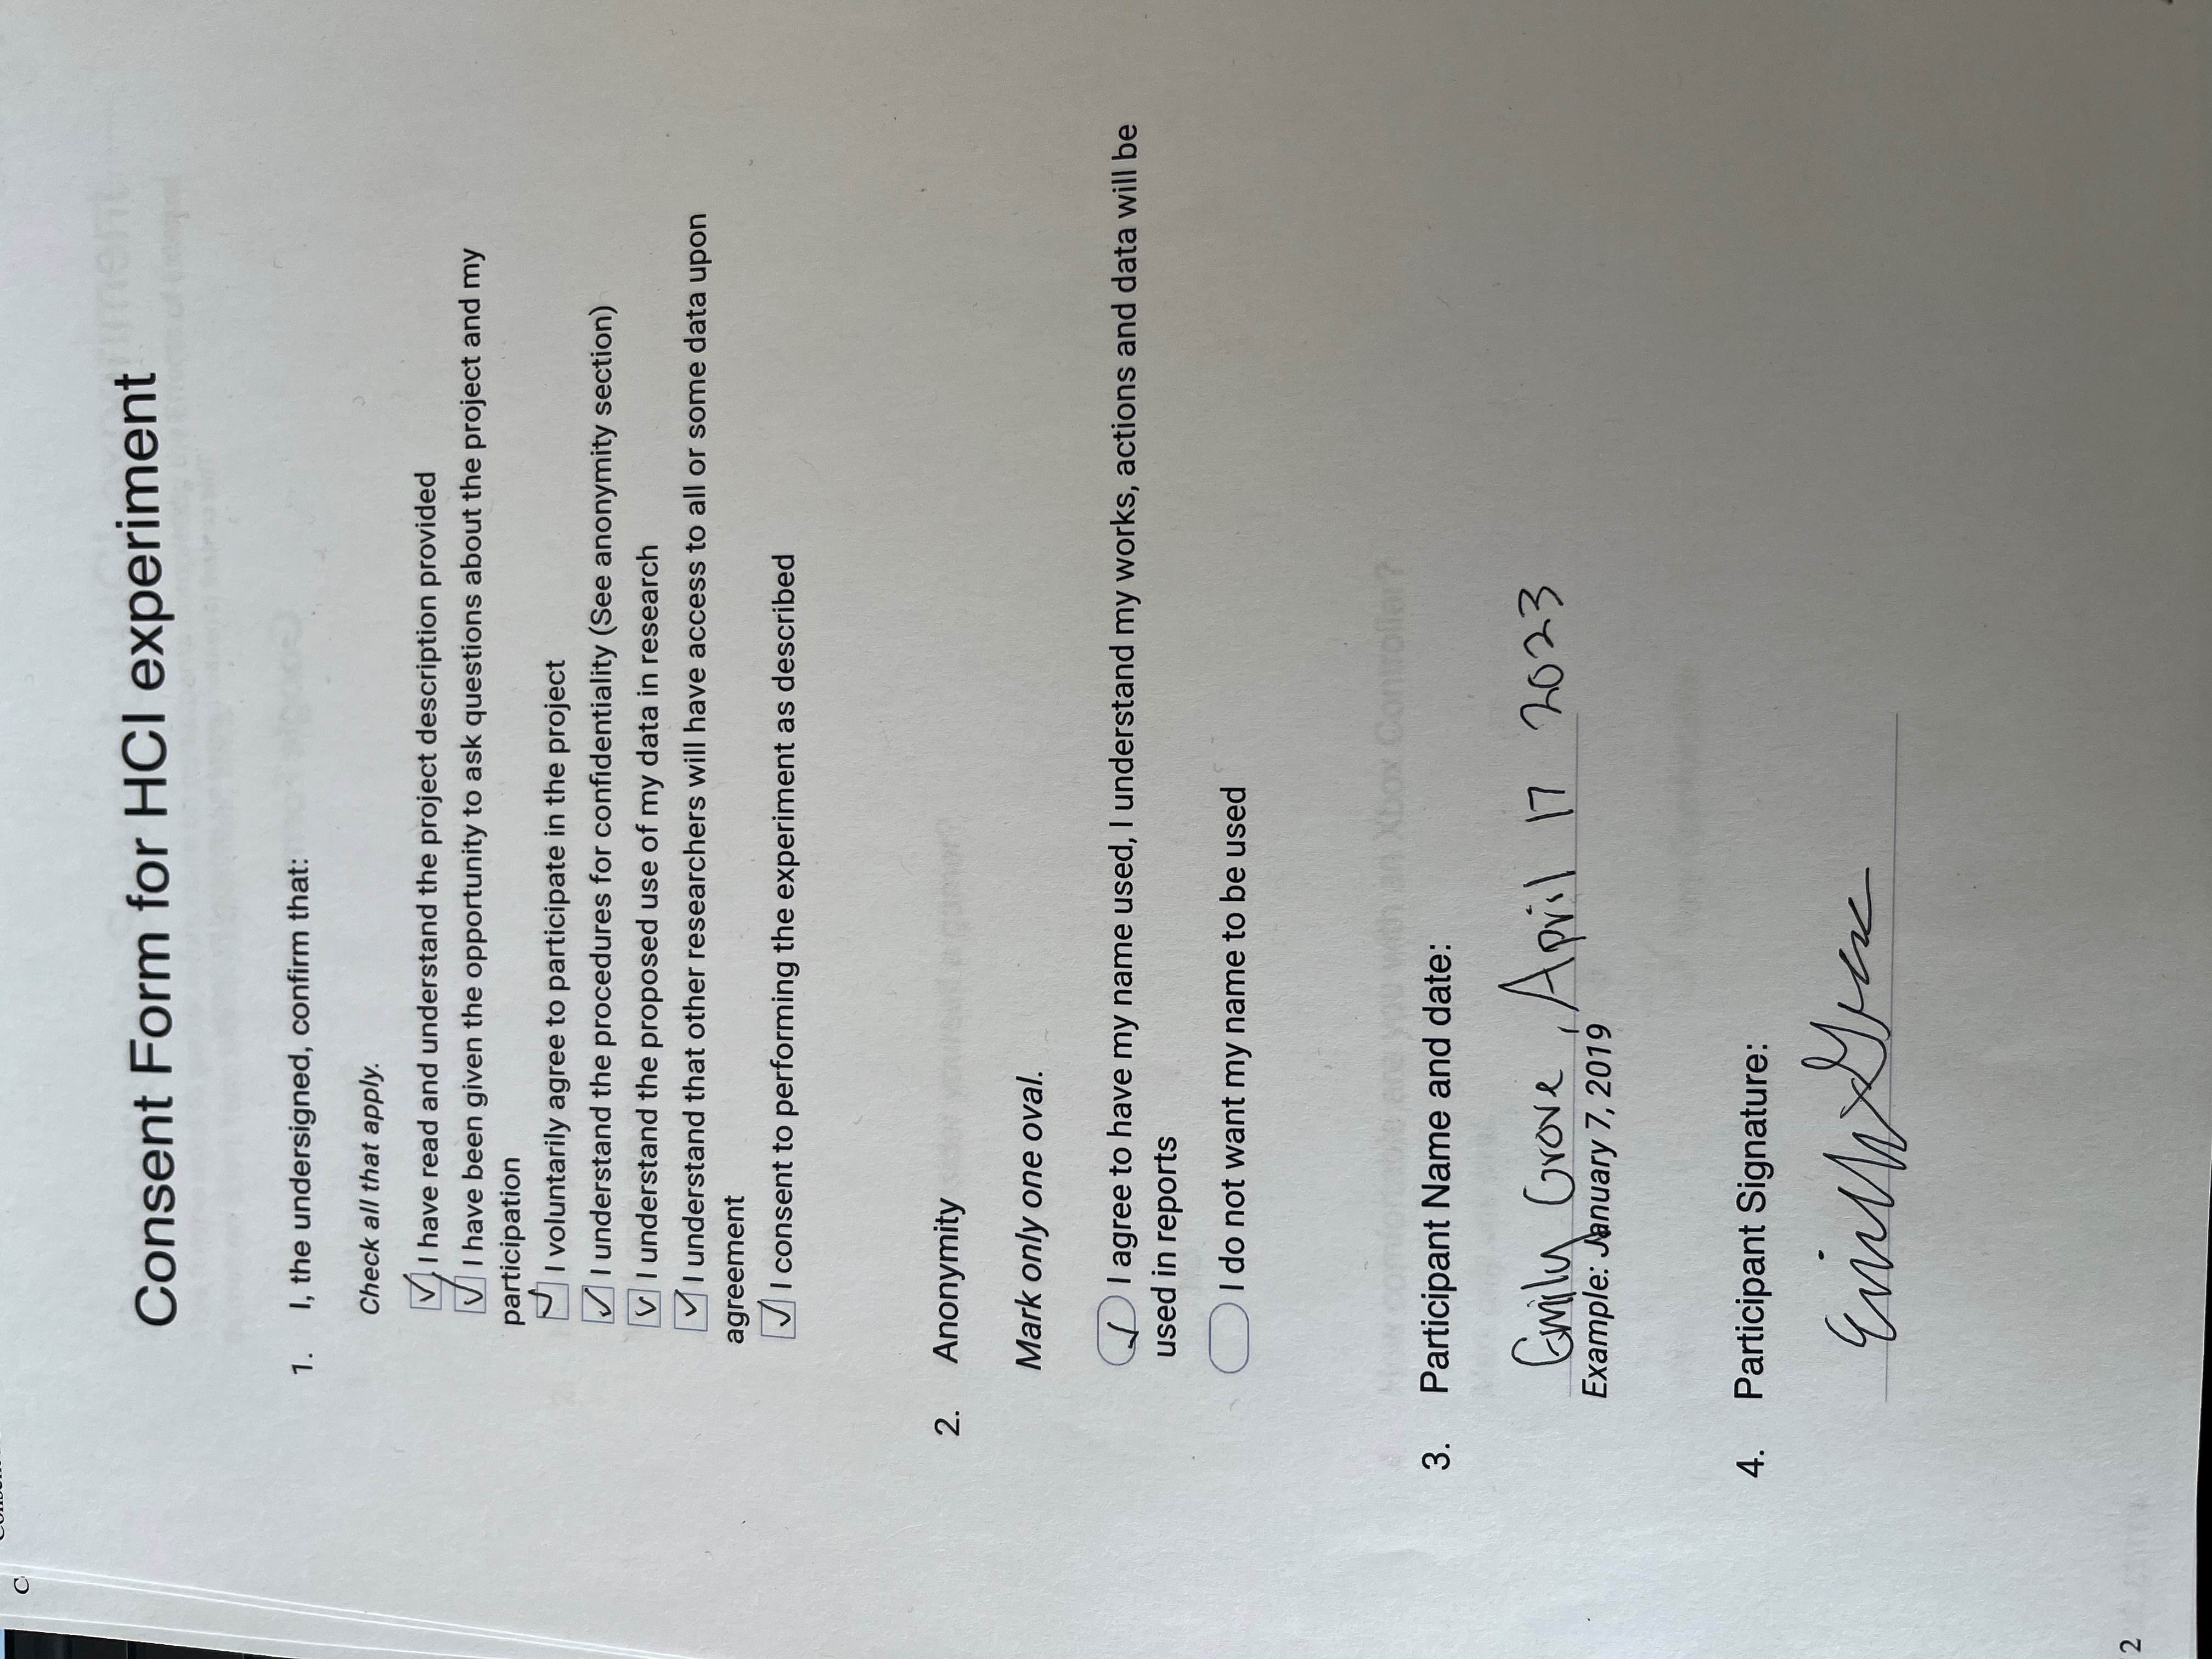 Consent Form for HCI experiment
1. I, the undersigned, confirm that:
Check all that apply.
I have read and understand the project description provided
I have been given the opportunity to ask questions about the project and my
participation
I voluntarily agree to participate in the project
I understand the procedures for confidentiality (See anonymity section)
I understand the proposed use of my data in research
I understand that other researchers will have access to all or some data upon
agreement
I consent to performing the experiment as described
2. Anonymity
Mark only one oval.
I agree to have my name used, I understand my works, actions and data will be
used in reports
I do not want my name to be used
3. Participant Name and date:
Emily Grove, April 17 2023
Example: January 7, 2019
4. Participant Signature:
Emily Grove
2